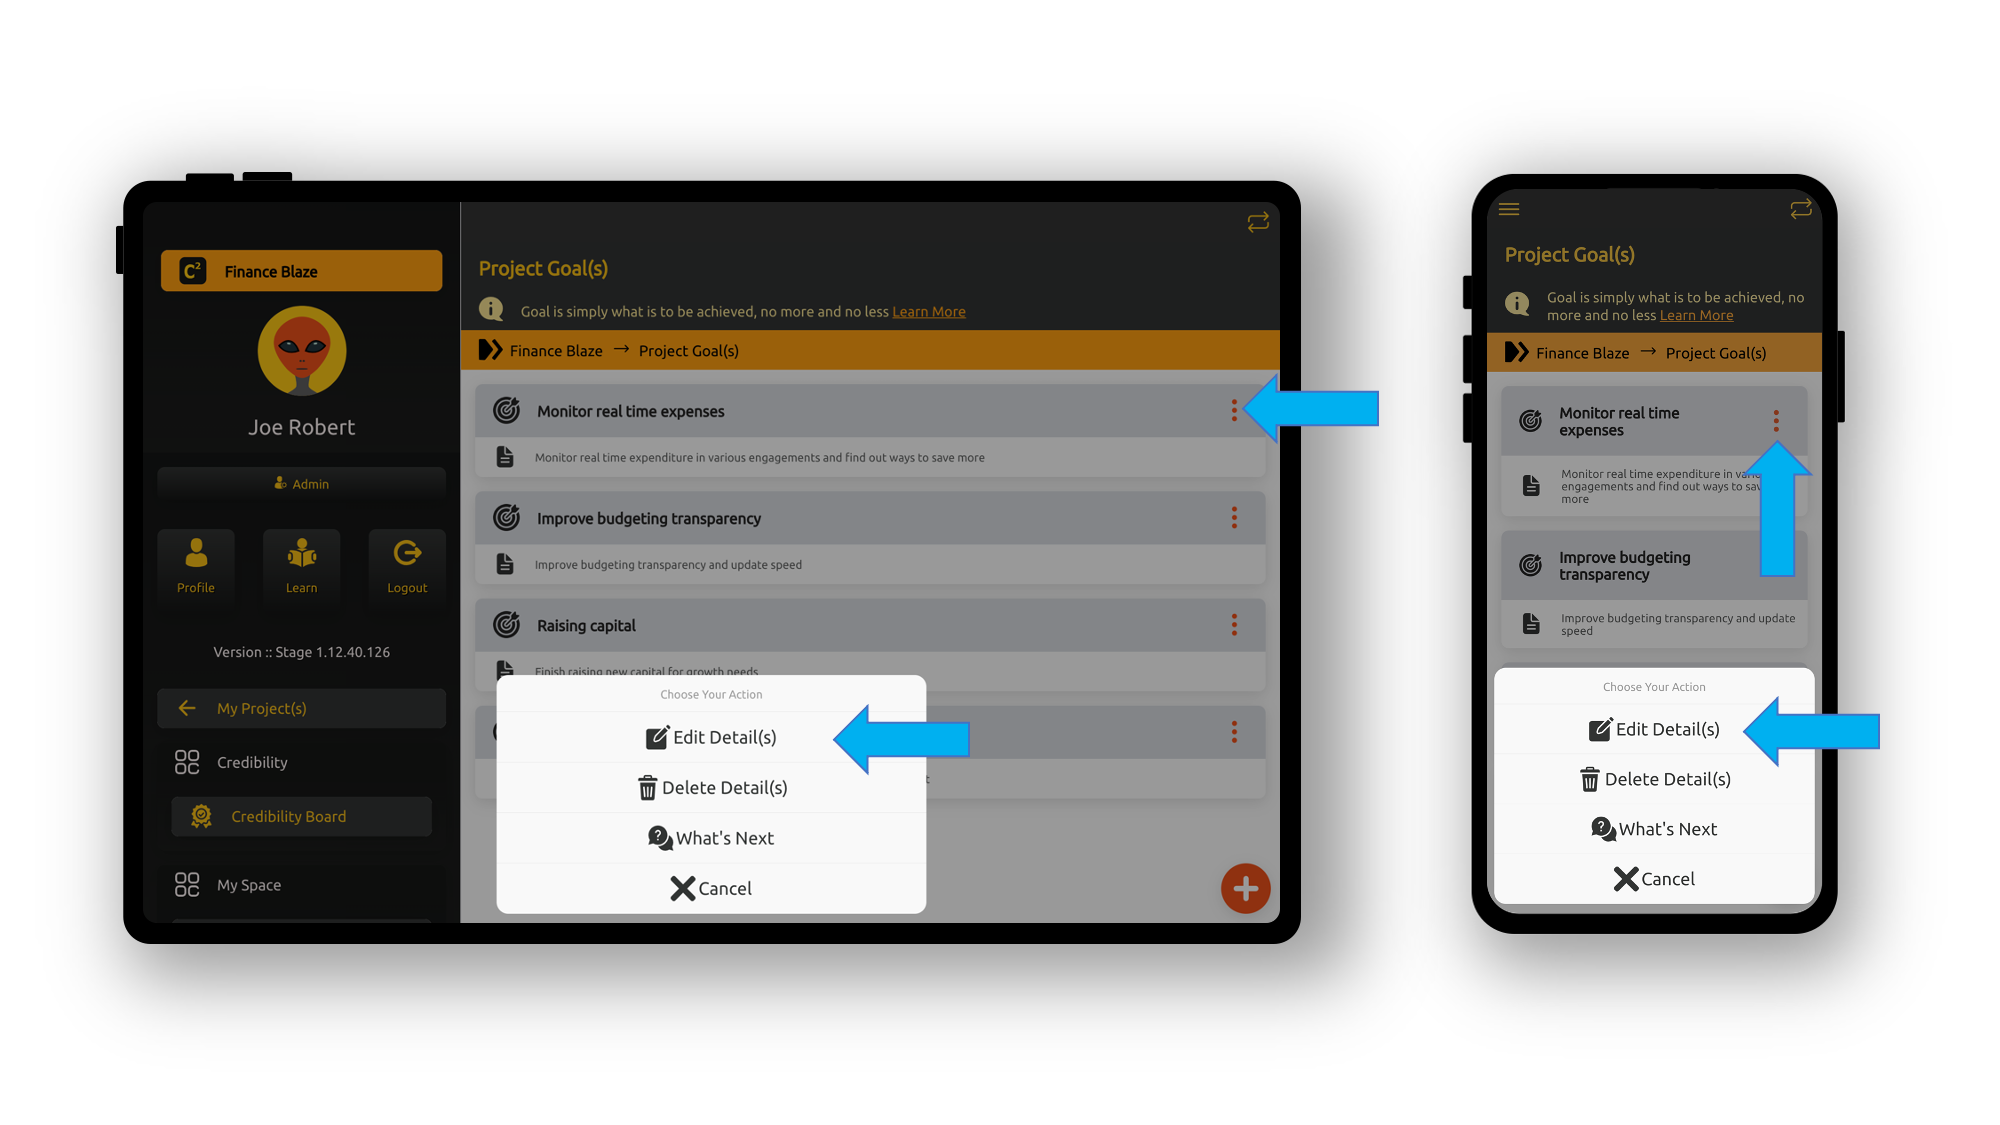 C²
Finance Blaze
Joe Robert
Admin
Profile
Learn
Logout
Version :: Stage 1.12.40.126
My Project(s)
Credibility
Credibility Board
My Space
Project Goal(s)
Goal is simply what is to be achieved, no more and no less Learn More
Finance Blaze → Project Goal(s)
Monitor real time expenses
Monitor real time expenditure in various engagements and find out ways to save more
Improve budgeting transparency
Improve budgeting transparency and update speed
Raising capital
Finish raising new capital for growth needs
Choose Your Action
Edit Detail(s)
Delete Detail(s)
What's Next
Cancel
Project Goal(s)
Goal is simply what is to be achieved, no
more and no less Learn More
Finance Blaze → Project Goal(s)
Monitor real time
expenses
Monitor real time expenditure in
engagements and find out ways to
more
Improve budgeting
transparency
Improve budgeting transparency and update
speed
Choose Your Action
Edit Detail(s)
Delete Detail(s)
What's Next
Cancel